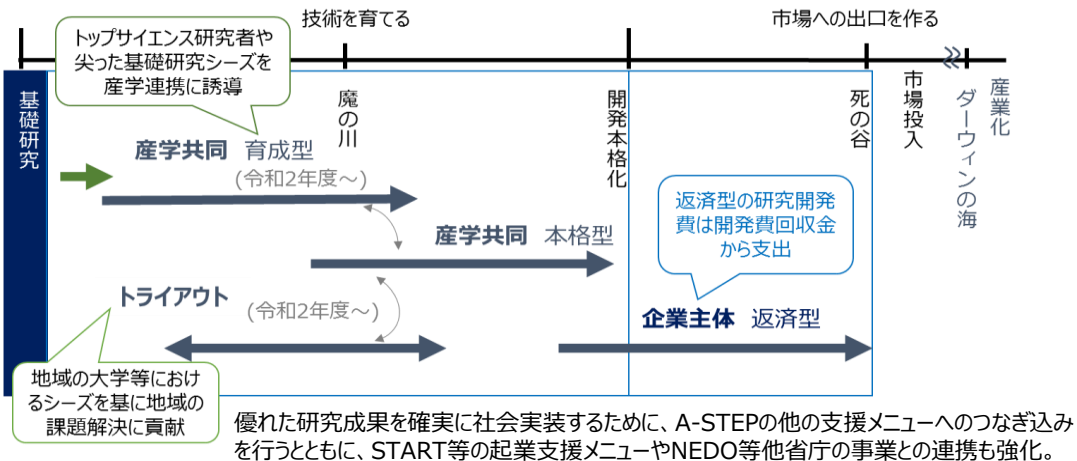 技術を育てる
市場への出口を作る
トップサイエンス研究者や
尖った基礎研究シーズを
産学連携に誘導
基礎研究
魔の川
開発本格化
死の谷
市場投入
ダーウィンの海
産業化
産学共同 育成型
(令和2年度～)
産学共同 本格型
返済型の研究開発
費は開発費回収金
から支出
トライアウト
(令和2年度～)
企業主体 返済型
地域の大学等におけ
るシーズを基に地域の
課題解決に貢献
優れた研究成果を確実に社会実装するために、A-STEPの他の支援メニューへのつなぎ込み
を行うとともに、START等の起業支援メニューやNEDO等他省庁の事業との連携も強化。